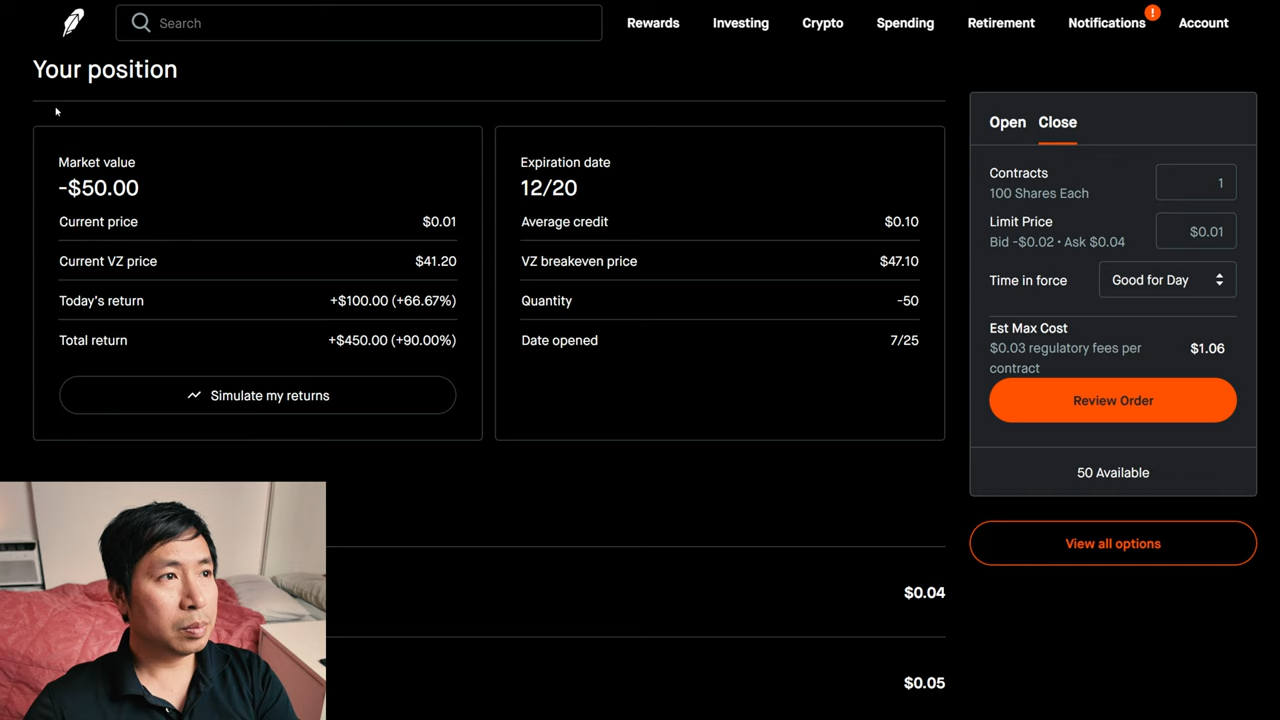 Search
Rewards
Investing
Crypto
Spending
Retirement
Notifications
!
Account
Your position
Market value
-$50.00
Current price $0.01
Current VZ price $41.20
Today's return +$100.00 (+66.67%)
Total return +$450.00 (+90.00%)
Simulate my returns
Expiration date
12/20
Average credit $0.10
VZ breakeven price $47.10
Quantity -50
Date opened 7/25
$0.04
$0.05
Open Close
Contracts
100 Shares Each
1
Limit Price
Bid -$0.02 • Ask $0.04
$0.01
Time in force Good for Day
Est Max Cost
$0.03 regulatory fees per
contract
$1.06
Review Order
50 Available
View all options